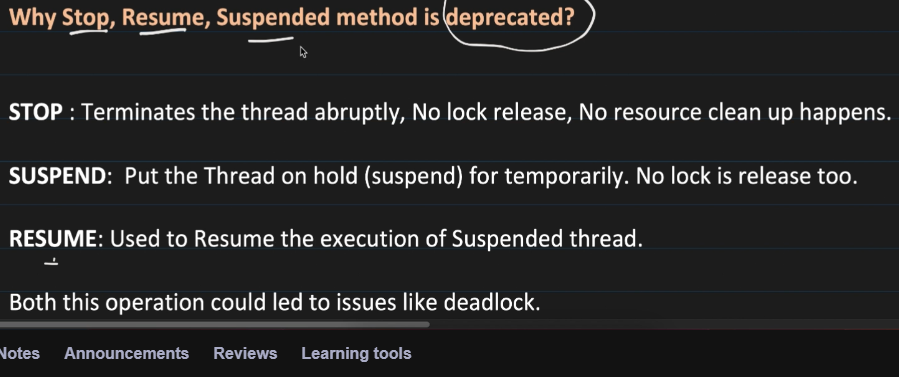 Why Stop, Resume, Suspended method is deprecated?
STOP : Terminates the thread abruptly, No lock release, No resource clean up happens.
SUSPEND: Put the Thread on hold (suspend) for temporarily. No lock is release too.
RESUME: Used to Resume the execution of Suspended thread.
Both this operation could led to issues like deadlock.
Notes Announcements Reviews Learning tools